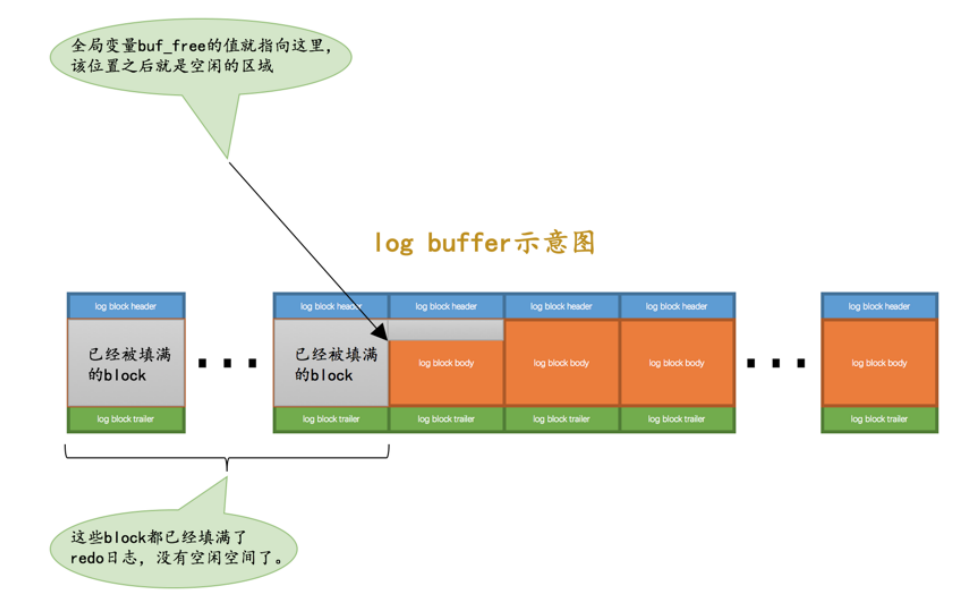 全局变量buf_free的值就指向这里，
该位置之后就是空闲的区域
log buffer示意图
log block header
log block header
log block header
log block header
log block header
log block header
已经被填满
的block
已经被填满
的block
log block body
log block body
log block body
log block body
log block trailer
log block trailer
log block trailer
log block trailer
log block trailer
log block trailer
这些block都已经填满了
redo日志，没有空闲空间了。